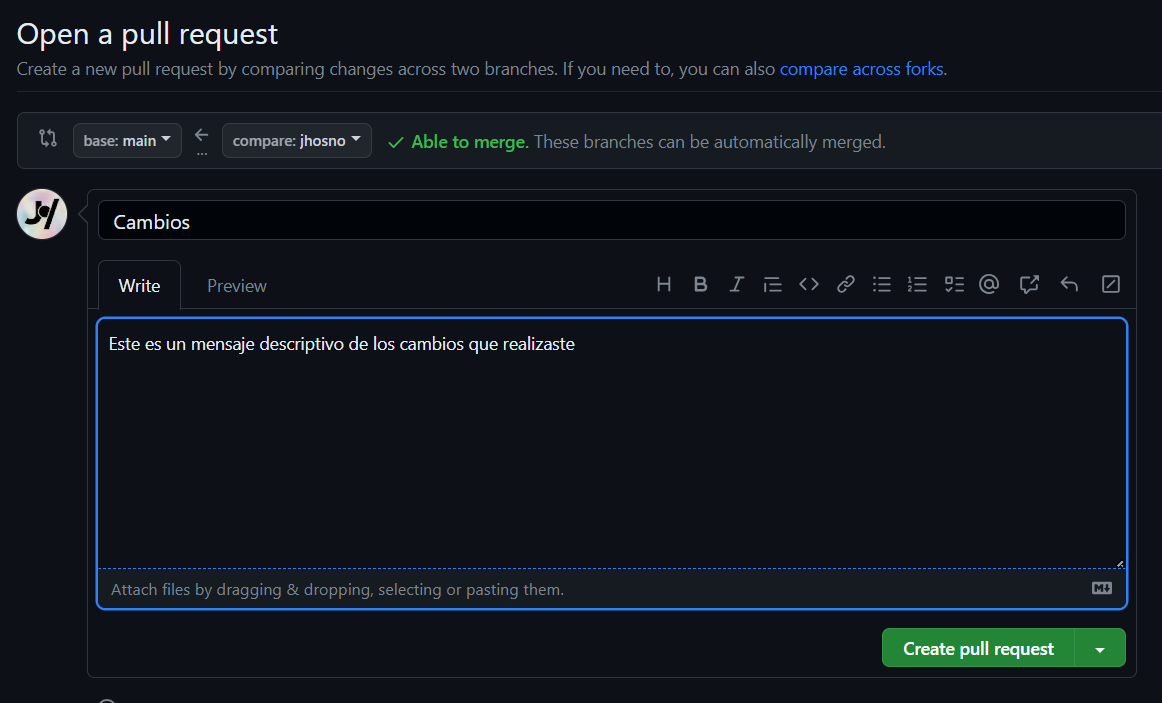 Open a pull request
Create a new pull request by comparing changes across two branches. If you need to, you can also compare across forks.
base: main ← compare: jhosno ✓ Able to merge. These branches can be automatically merged.
...
Cambios
Write Preview H B I @
Este es un mensaje descriptivo de los cambios que realizaste
Attach files by dragging & dropping, selecting or pasting them.
Create pull request